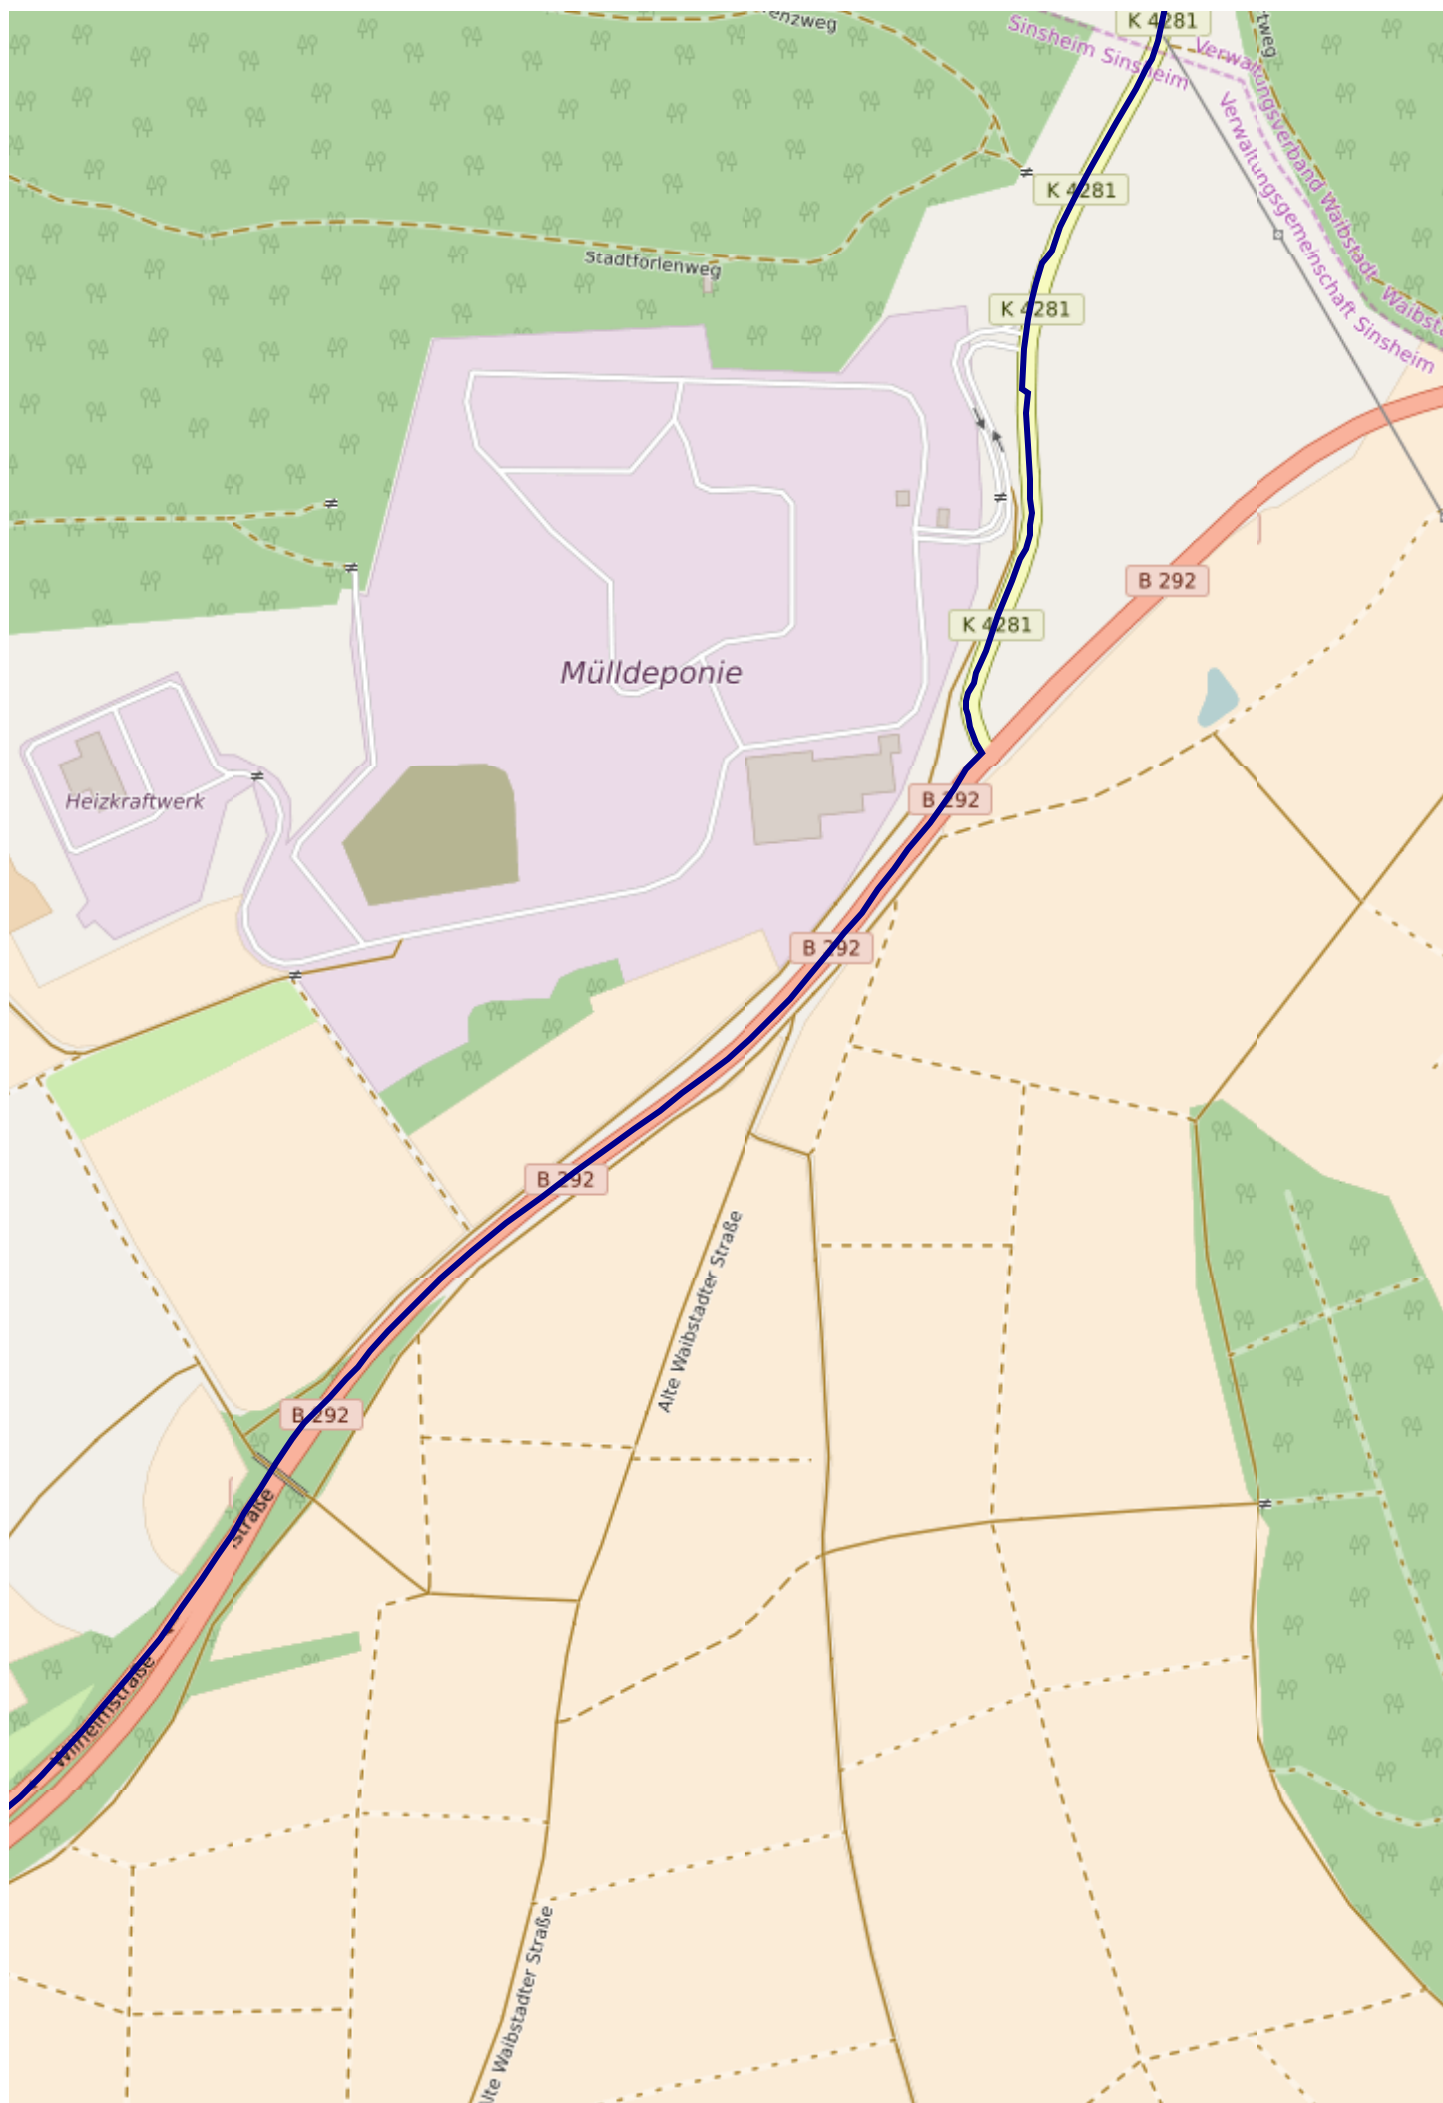 K 4281
Sinsheim Sinsheim
Verwaltungsverband Waibstadt
K 4281
Verwaltungsgemeinschaft Sinsheim
Stadtforlenweg
K 4281
B 292
K 4281
Mülldeponie
Heizkraftwerk
B 292
B 292
B 292
Alte Waibstadter Straße
B 292
Wilhelmstraße
Alte Waibstadter Straße